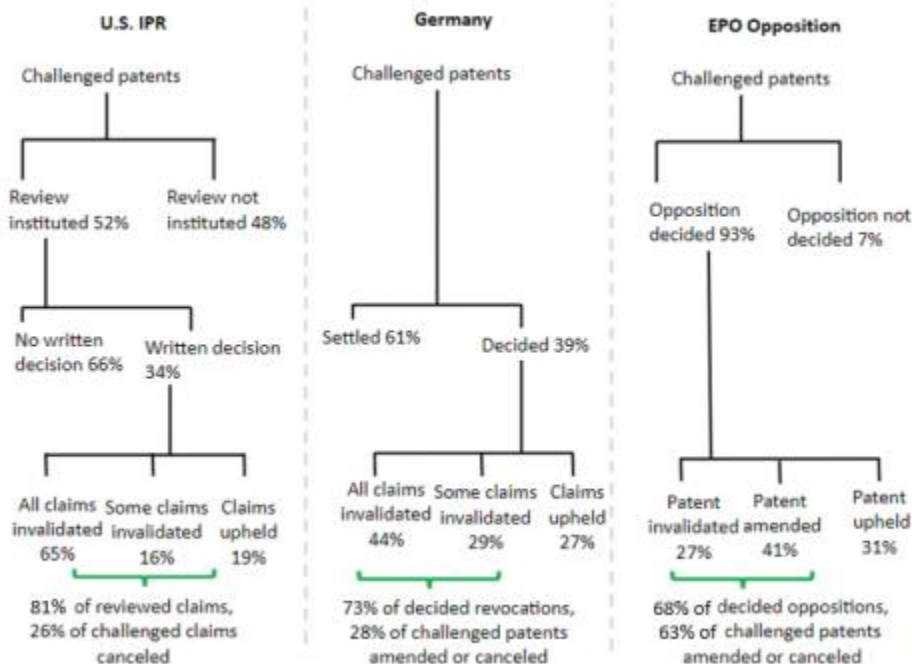 U.S. IPR
Challenged patents
Review
instituted 52%
Review not
instituted 48%
No written
decision 66%
Written decision
34%
All claims
invalidated
65%
Some claims
invalidated
16%
Claims
upheld
19%
81% of reviewed claims,
26% of challenged claims
canceled
Germany
Challenged patents
Settled 61%
Decided 39%
All claims
invalidated
44%
Some claims
invalidated
29%
Claims
upheld
27%
73% of decided revocations,
28% of challenged patents
amended or canceled
EPO Opposition
Challenged patents
Opposition
decided 93%
Opposition not
decided 7%
Patent
invalidated
27%
Patent
amended
41%
Patent
upheld
31%
68% of decided oppositions,
63% of challenged patents
amended or canceled